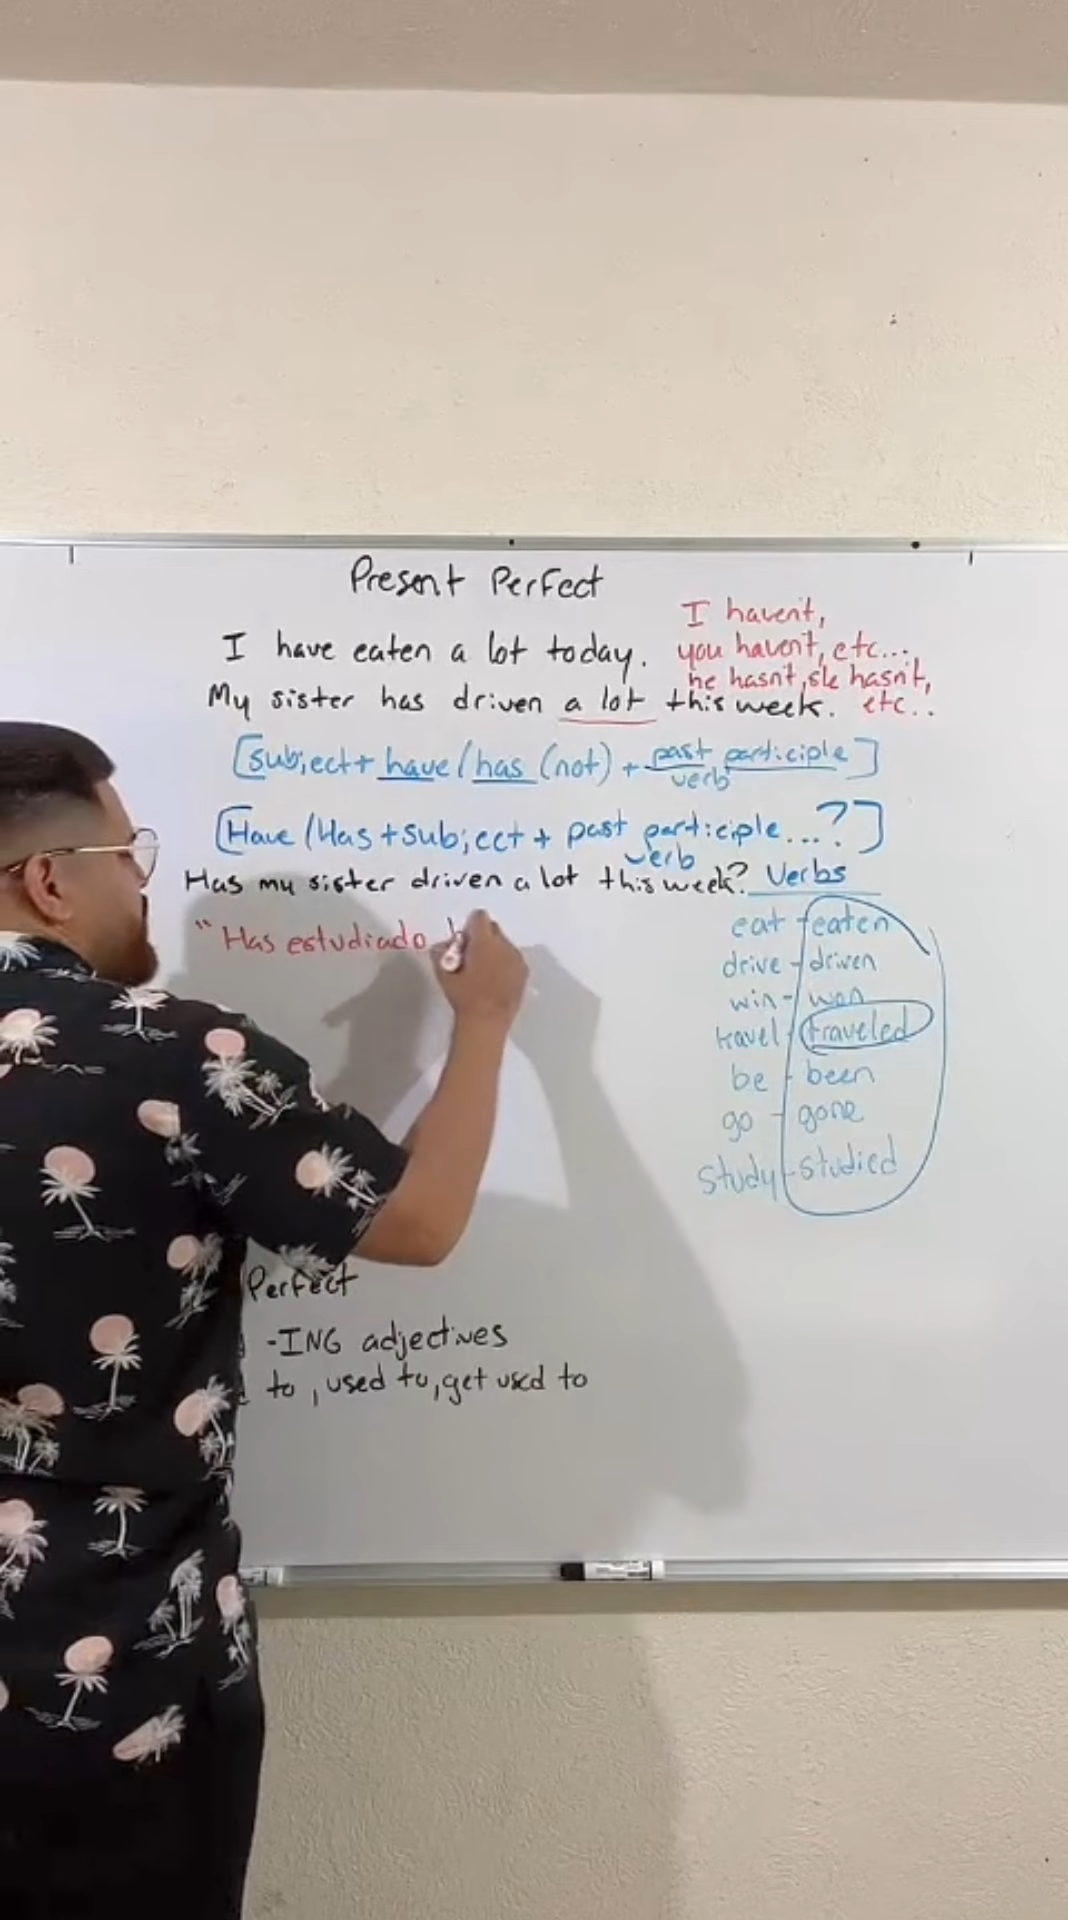 Present Perfect
I have eaten a lot today.
I haven't,
you haven't, etc...
he hasn't, she hasn't,
etc..
My sister has driven a lot this week.
[subject + have/has (not) + past participle]
verb
[Have/Has + subject + past participle...?]
verb
Has my sister driven a lot this week?
"Has estudiado
Verbs
eat - eaten
drive - driven
win - won
travel - traveled
be - been
go - gone
study - studied
Perfect
-ING adjectives
to, used to, get used to